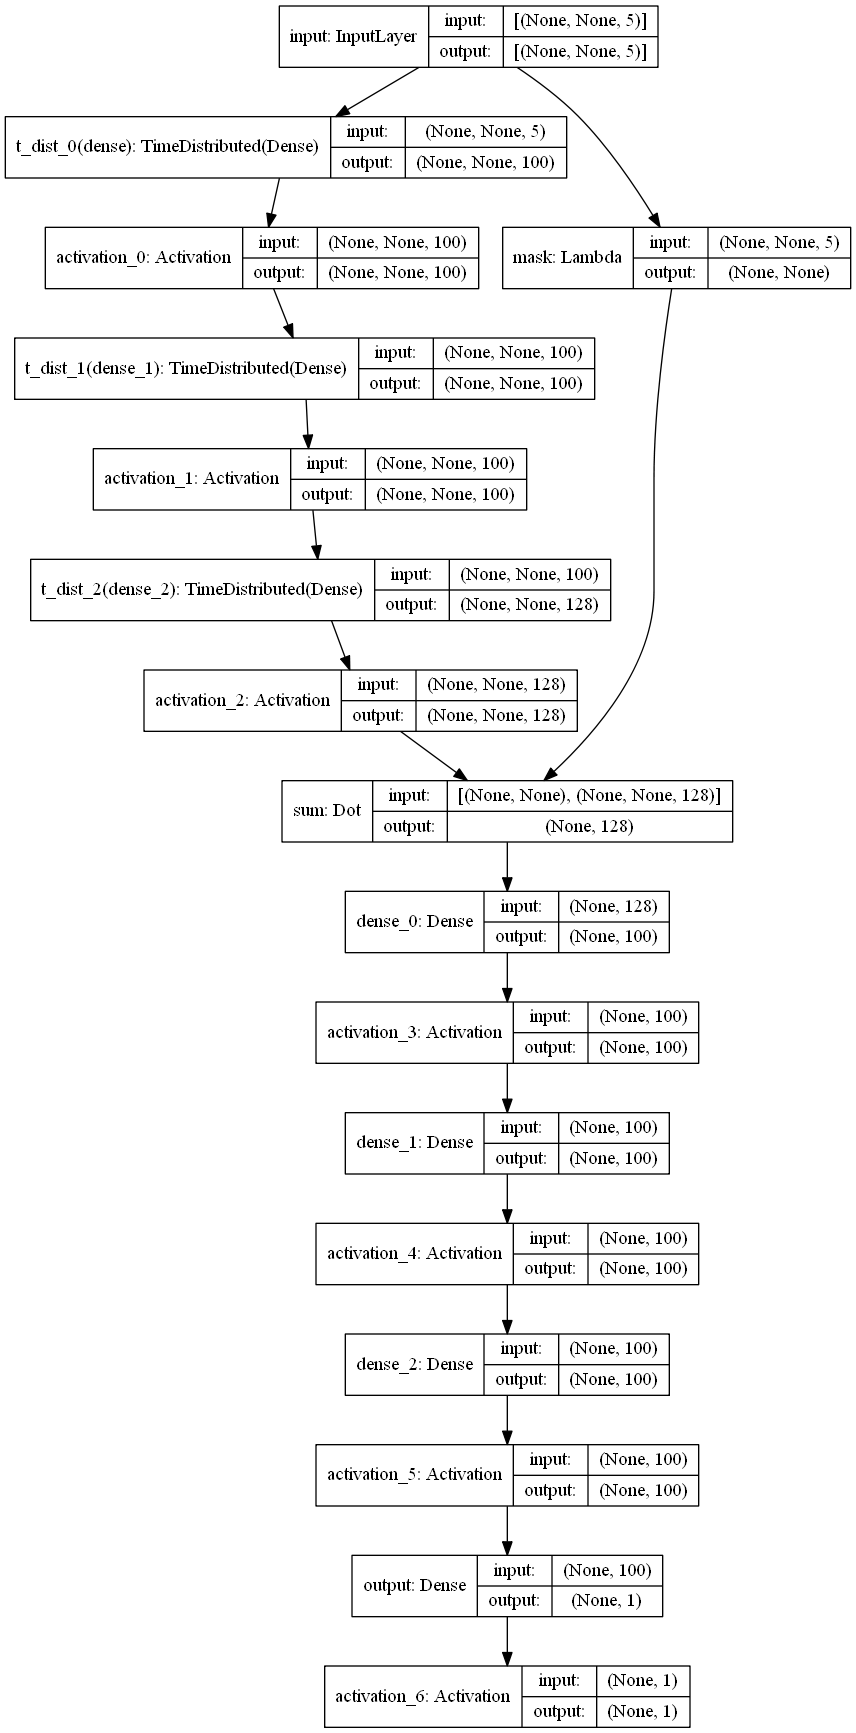 input: InputLayer
input:
[(None, None, 5)]
output:
[(None, None, 5)]
t_dist_0(dense): TimeDistributed(Dense)
input:
(None, None, 5)
output:
(None, None, 100)
activation_0: Activation
input:
(None, None, 100)
output:
(None, None, 100)
mask: Lambda
input:
(None, None, 5)
output:
(None, None)
t_dist_1(dense_1): TimeDistributed(Dense)
input:
(None, None, 100)
output:
(None, None, 100)
activation_1: Activation
input:
(None, None, 100)
output:
(None, None, 100)
t_dist_2(dense_2): TimeDistributed(Dense)
input:
(None, None, 100)
output:
(None, None, 128)
activation_2: Activation
input:
(None, None, 128)
output:
(None, None, 128)
sum: Dot
input:
[(None, None), (None, None, 128)]
output:
(None, 128)
dense_0: Dense
input:
(None, 128)
output:
(None, 100)
activation_3: Activation
input:
(None, 100)
output:
(None, 100)
dense_1: Dense
input:
(None, 100)
output:
(None, 100)
activation_4: Activation
input:
(None, 100)
output:
(None, 100)
dense_2: Dense
input:
(None, 100)
output:
(None, 100)
activation_5: Activation
input:
(None, 100)
output:
(None, 100)
output: Dense
input:
(None, 100)
output:
(None, 1)
activation_6: Activation
input:
(None, 1)
output:
(None, 1)